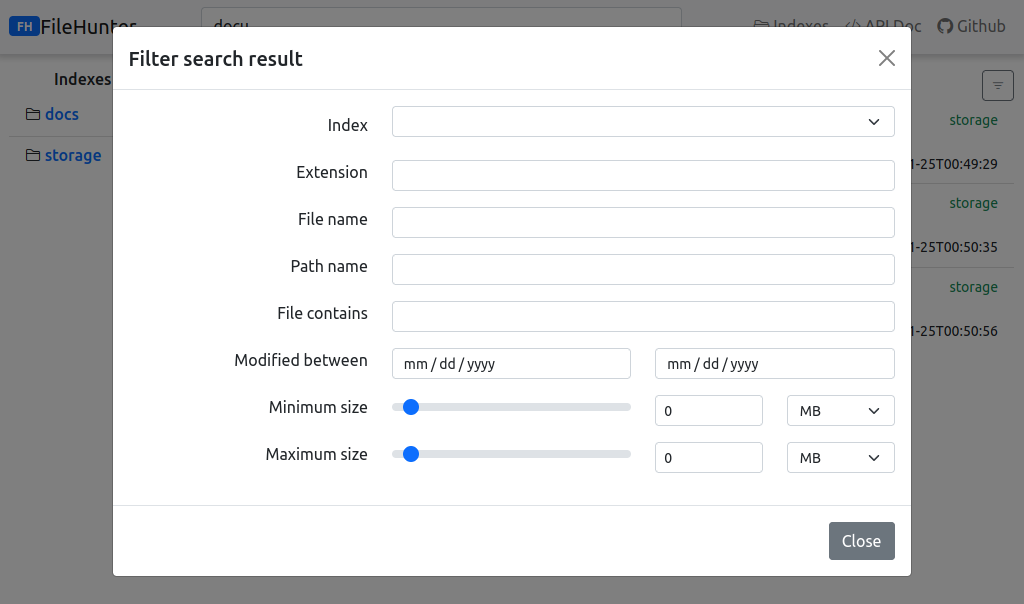 FH FileHunter docu Indexes API Doc Github
Filter search result
Indexes
docs
storage
Index
Extension
File name
Path name
File contains
Modified between mm / dd / yyyy mm / dd / yyyy
Minimum size 0 MB
Maximum size 0 MB
Close
storage
1-25T00:49:29
storage
1-25T00:50:35
storage
1-25T00:50:56